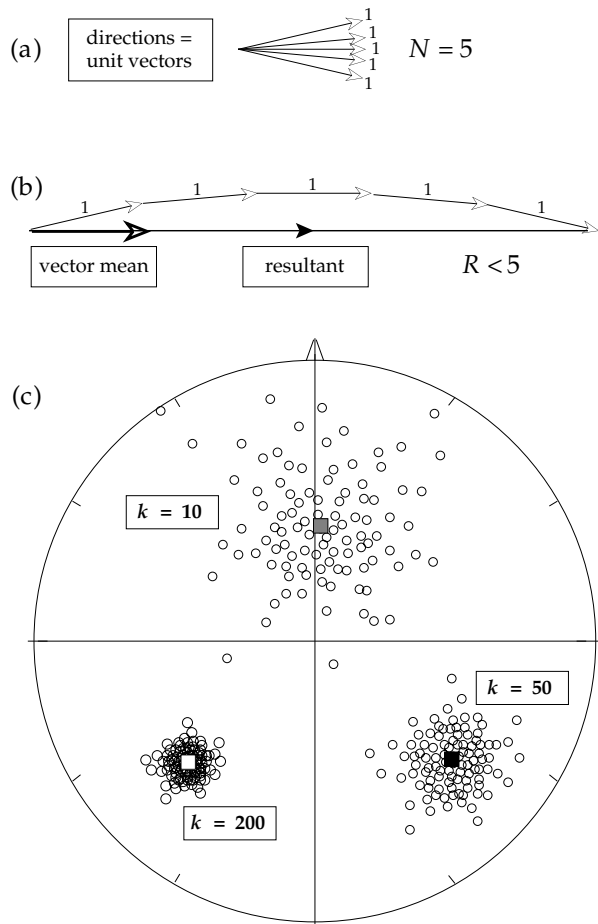 (a)
directions =
unit vectors
1
1
1
1
1
N = 5
(b)
1
1
1
1
1
vector mean
resultant
R < 5
(c)
k = 10
k = 50
k = 200